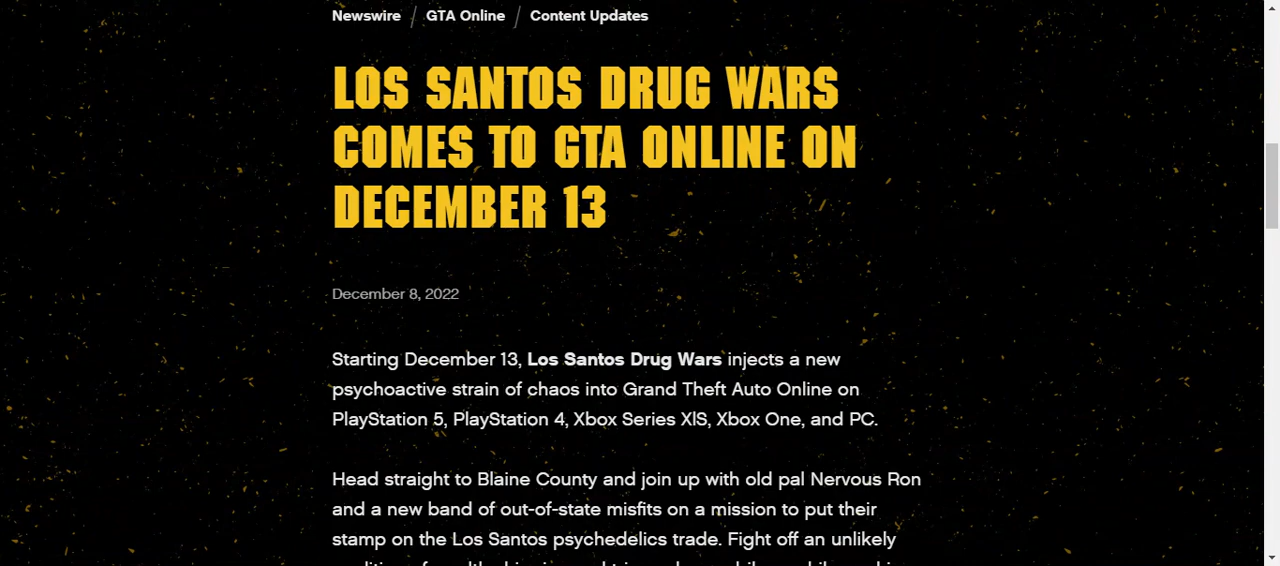 Newswire / GTA Online / Content Updates
LOS SANTOS DRUG WARS
COMES TO GTA ONLINE ON
DECEMBER 13
December 8, 2022
Starting December 13, Los Santos Drug Wars injects a new
psychoactive strain of chaos into Grand Theft Auto Online on
PlayStation 5, PlayStation 4, Xbox Series X|S, Xbox One, and PC.
Head straight to Blaine County and join up with old pal Nervous Ron
and a new band of out-of-state misfits on a mission to put their
stamp on the Los Santos psychedelics trade. Fight off an unlikely